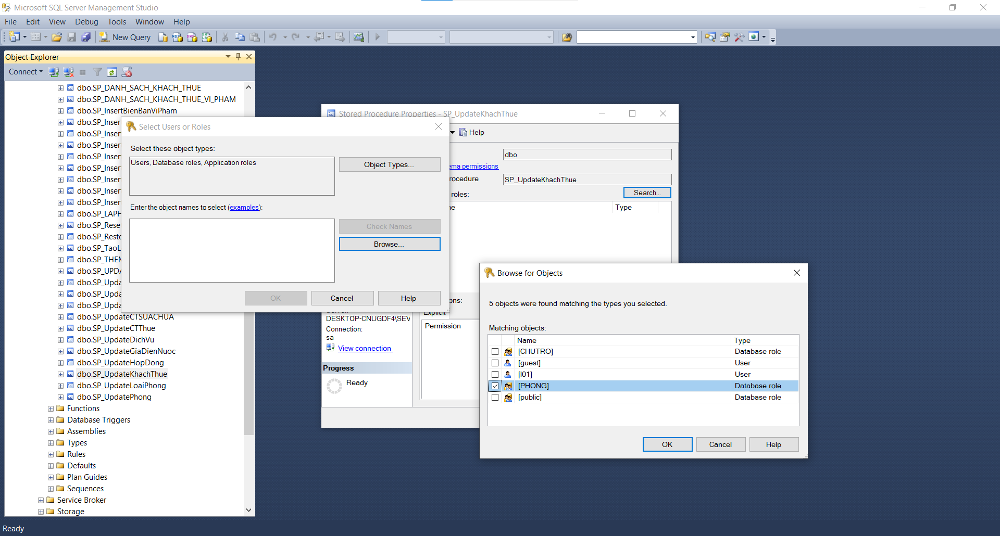 Microsoft SQL Server Management Studio
File Edit View Debug Tools Window Help
New Query
Object Explorer
Connect
dbo.SP_DANH_SACH_KHACH_THUE
dbo.SP_DANH_SACH_KHACH_THUE_VI_PHAM
dbo.SP_InsertBienBanViPham
dbo.SP_Inser
dbo.SP_Inser
dbo.SP_Inser
dbo.SP_Inser
dbo.SP_Inser
dbo.SP_Inser
dbo.SP_Inser
dbo.SP_Inser
dbo.SP_LAPH
dbo.SP_Rese
dbo.SP_Resto
dbo.SP_TaoL
dbo.SP_THEM
dbo.SP_UPDA
dbo.SP_Upda
dbo.SP_Upda
dbo.SP_Upda
dbo.SP_UpdateCTSUACHUA
dbo.SP_UpdateCTThue
dbo.SP_UpdateDichVu
dbo.SP_UpdateGiaDienNuoc
dbo.SP_UpdateHopDong
dbo.SP_UpdateKhachThue
dbo.SP_UpdateLoaiPhong
dbo.SP_UpdatePhong
Functions
Database Triggers
Assemblies
Types
Rules
Defaults
Plan Guides
Sequences
Service Broker
Storage
Ready
Select Users or Roles
Select these object types:
Users, Database roles, Application roles
Object Types...
Enter the object names to select (examples):
Check Names
Browse...
OK Cancel Help
Stored Procedure Properties - SP_UpdateKhachThue
Help
dbo
ema permissions
rocedure
SP_UpdateKhachThue
roles:
Search...
Type
ons:
Explicit
Permission
DESKTOP-CNUGDF4\SEV
Connection:
sa
View connection
Progress
Ready
Browse for Objects
5 objects were found matching the types you selected.
Matching objects:
Name Type
[CHUTRO] Database role
[guest] User
[l01] User
[PHONG] Database role
[public] Database role
OK Cancel Help